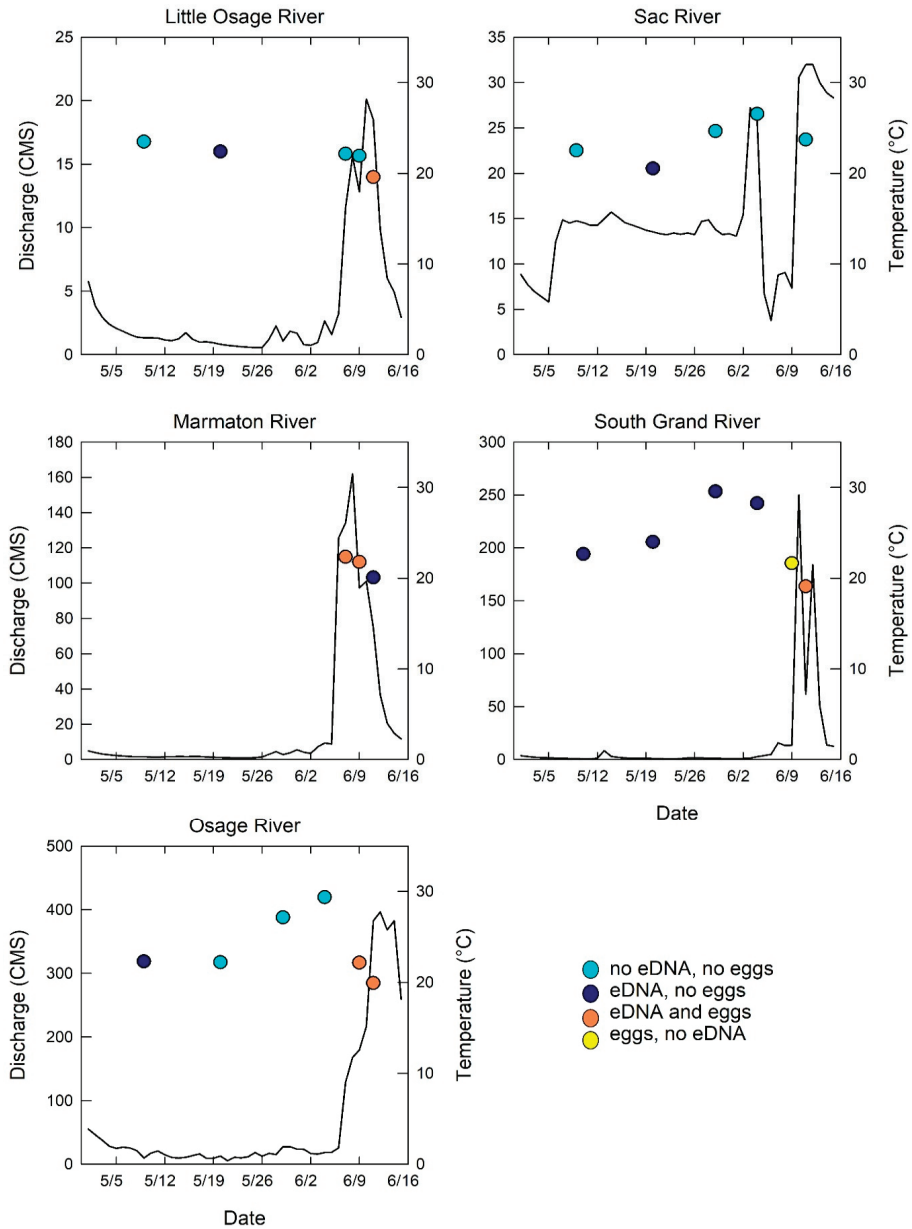 Little Osage River
Sac River
25
20
15
10
5
0
30
20
10
0
Discharge (CMS)
5/5 5/12 5/19 5/26 6/2 6/9 6/16
35
30
25
20
15
10
5
0
30
20
10
0
Temperature (°C)
5/5 5/12 5/19 5/26 6/2 6/9 6/16
Marmaton River
South Grand River
180
160
140
120
100
80
60
40
20
0
30
20
10
0
Discharge (CMS)
5/5 5/12 5/19 5/26 6/2 6/9 6/16
300
250
200
150
100
50
0
30
20
10
0
Temperature (°C)
5/5 5/12 5/19 5/26 6/2 6/9 6/16
Date
Osage River
500
400
300
200
100
0
30
20
10
0
Discharge (CMS)
Temperature (°C)
5/5 5/12 5/19 5/26 6/2 6/9 6/16
Date
no eDNA, no eggs
eDNA, no eggs
eDNA and eggs
eggs, no eDNA